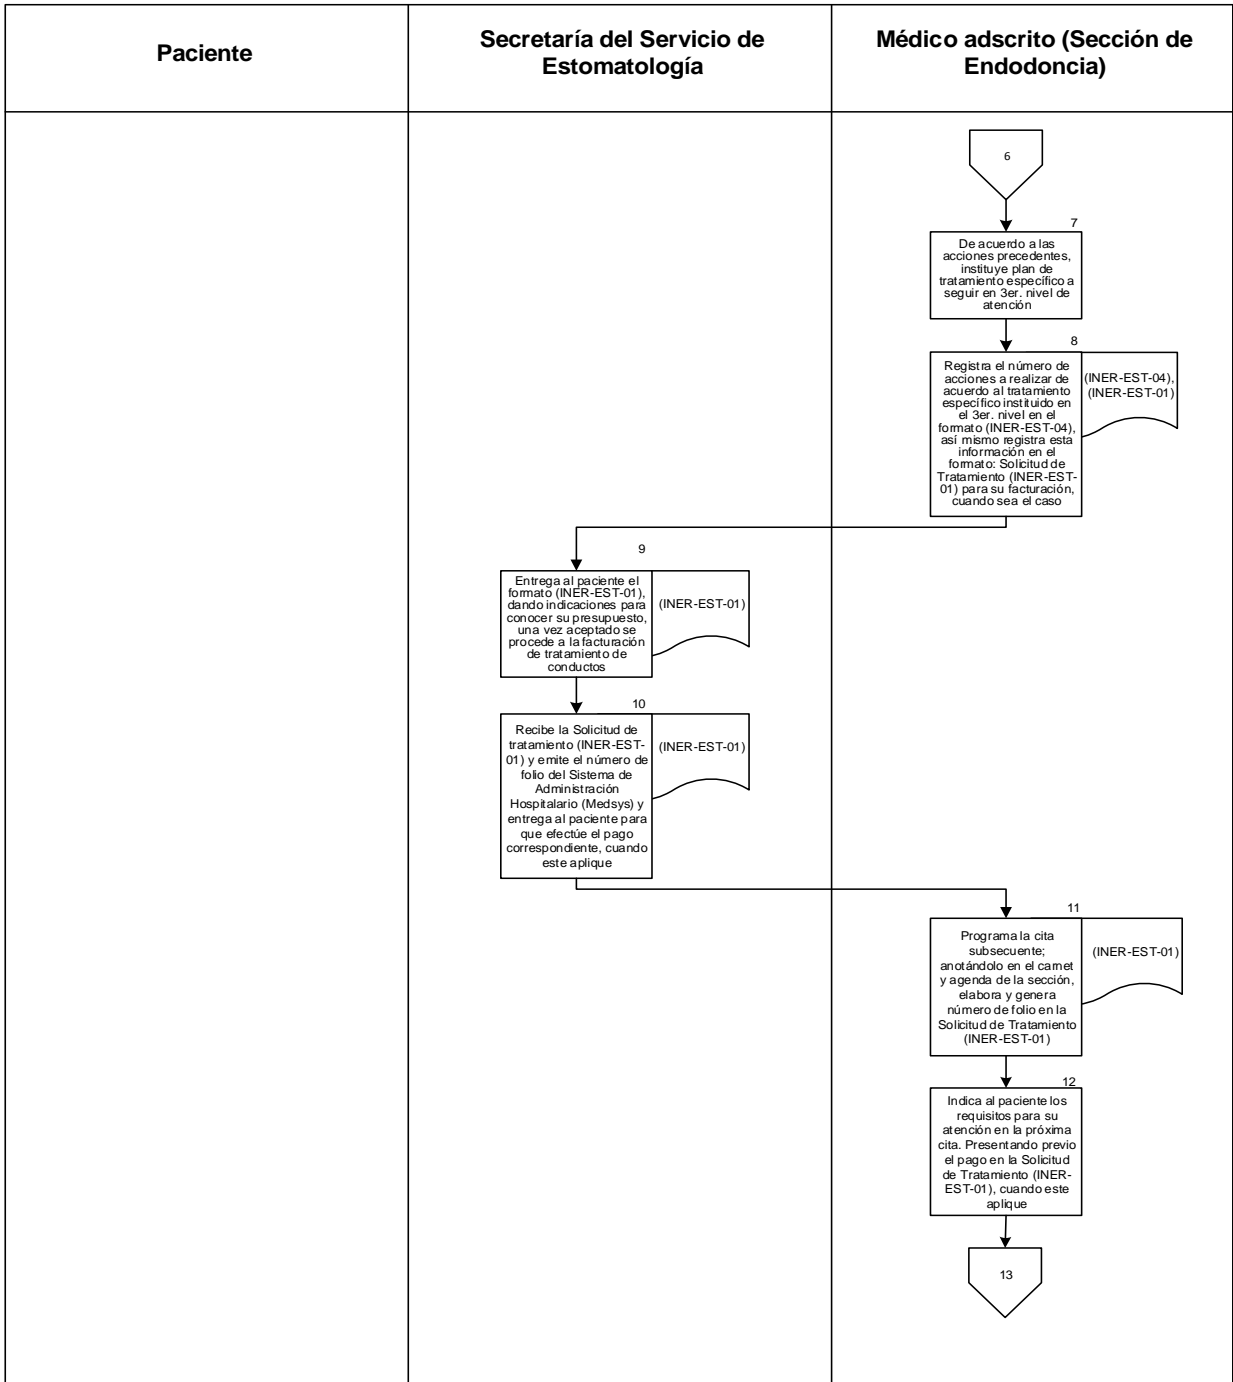 Paciente
Secretaría del Servicio de
Estomatología
Médico adscrito (Sección de
Endodoncia)
6
7
De acuerdo a las
acciones precedentes,
instituye plan de
tratamiento específico a
seguir en 3er. nivel de
atención
8
Registra el número de
acciones a realizar de
acuerdo al tratamiento
específico instituido en
el 3er. nivel en el
formato (INER-EST-04),
así mismo registra esta
información en el
formato: Solicitud de
Tratamiento (INER-EST-
01) para su facturación,
cuando sea el caso
(INER-EST-04),
(INER-EST-01)
9
Entrega al paciente el
formato (INER-EST-01),
dando indicaciones para
conocer su presupuesto,
una vez aceptado se
procede a la facturación
de tratamiento de
conductos
(INER-EST-01)
10
Recibe la Solicitud de
tratamiento (INER-EST-
01) y emite el número de
folio del Sistema de
Administración
Hospitalario (Medsys) y
entrega al paciente para
que efectúe el pago
correspondiente, cuando
este aplique
(INER-EST-01)
11
Programa la cita
subsecuente;
anotándolo en el carnet
y agenda de la sección,
elabora y genera
número de folio en la
Solicitud de Tratamiento
(INER-EST-01)
(INER-EST-01)
12
Indica al paciente los
requisitos para su
atención en la próxima
cita. Presentando previo
el pago en la Solicitud
de Tratamiento (INER-
EST-01), cuando este
aplique
13